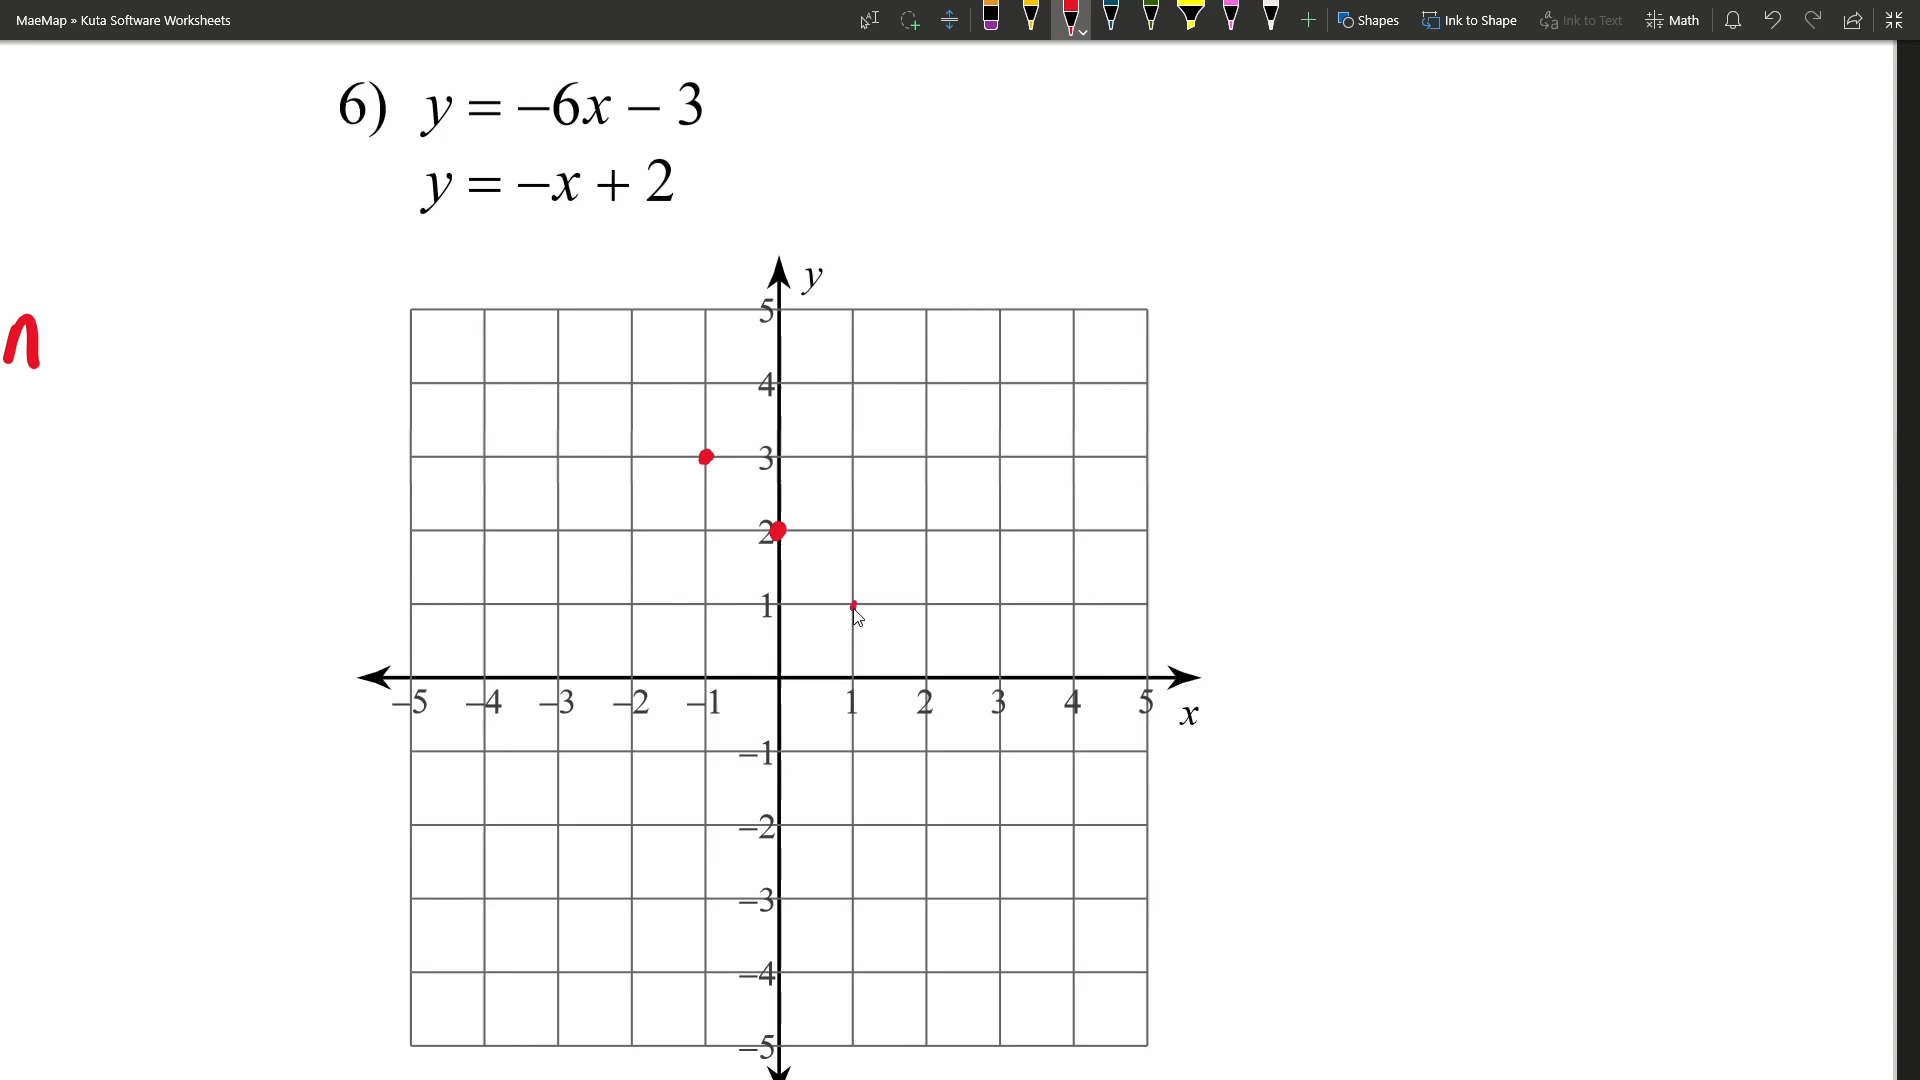 MaeMap » Kuta Software Worksheets
Shapes
Ink to Shape
Ink to Text
Math
6) y = −6x − 3
y = −x + 2
n
y
5
4
3
2
1
−5 −4 −3 −2 −1 1 2 3 4 5 x
−1
−2
−3
−4
−5